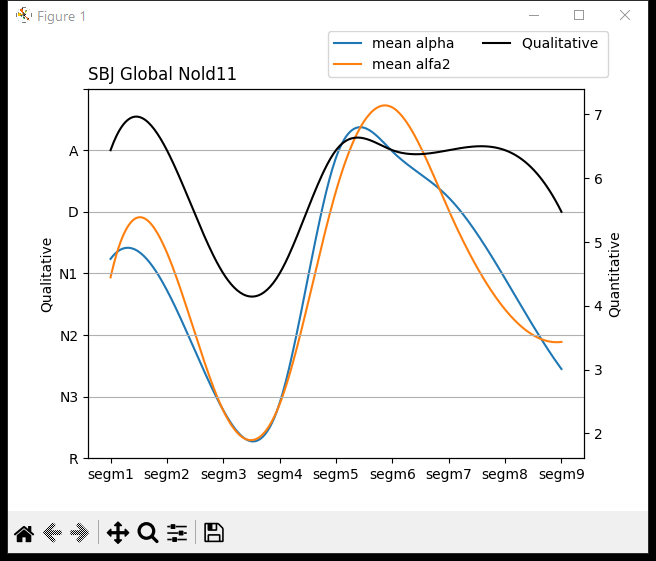 Figure 1
mean alpha
mean alfa2
Qualitative
SBJ Global Nold11
A
D
N1
N2
N3
R
Qualitative
7
6
5
4
3
2
Quantitative
segm1 segm2 segm3 segm4 segm5 segm6 segm7 segm8 segm9